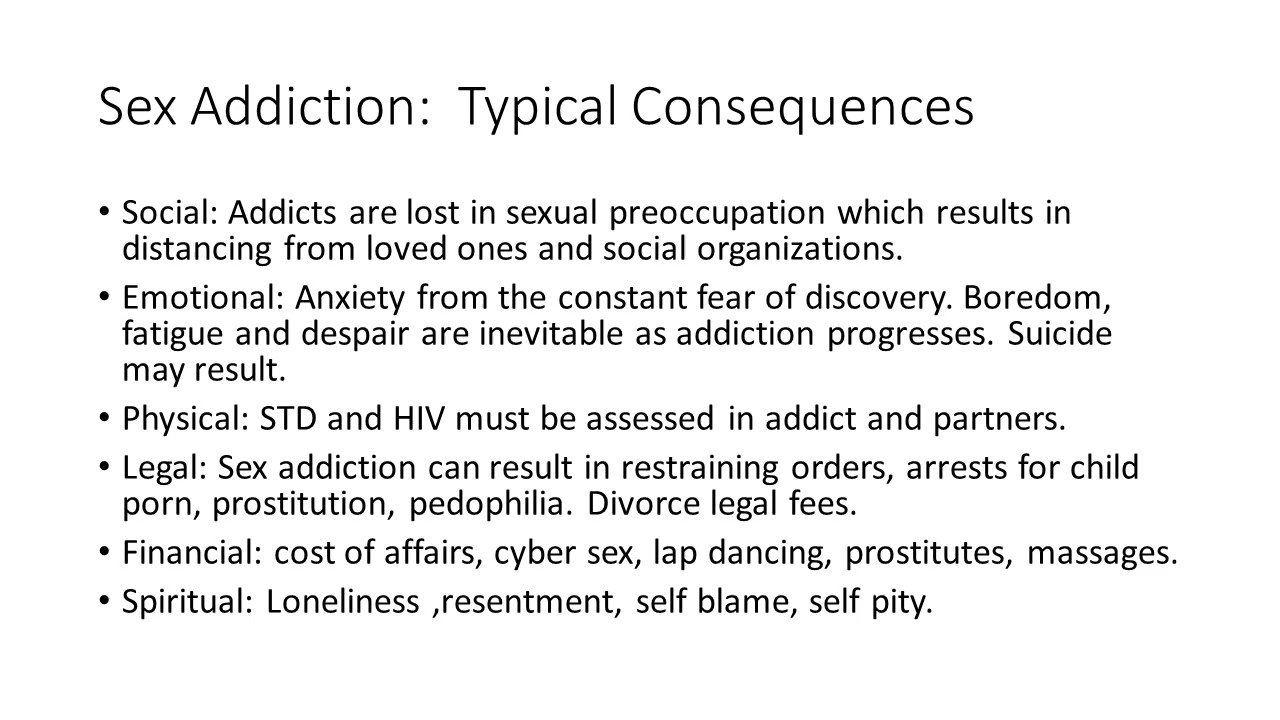 Sex Addiction:  Typical Consequences
• Social: Addicts are lost in sexual preoccupation which results in
distancing from loved ones and social organizations.
• Emotional: Anxiety from the constant fear of discovery. Boredom,
fatigue and despair are inevitable as addiction progresses. Suicide
may result.
• Physical: STD and HIV must be assessed in addict and partners.
• Legal: Sex addiction can result in restraining orders, arrests for child
porn, prostitution, pedophilia. Divorce legal fees.
• Financial: cost of affairs, cyber sex, lap dancing, prostitutes, massages.
• Spiritual: Loneliness ,resentment, self blame, self pity.